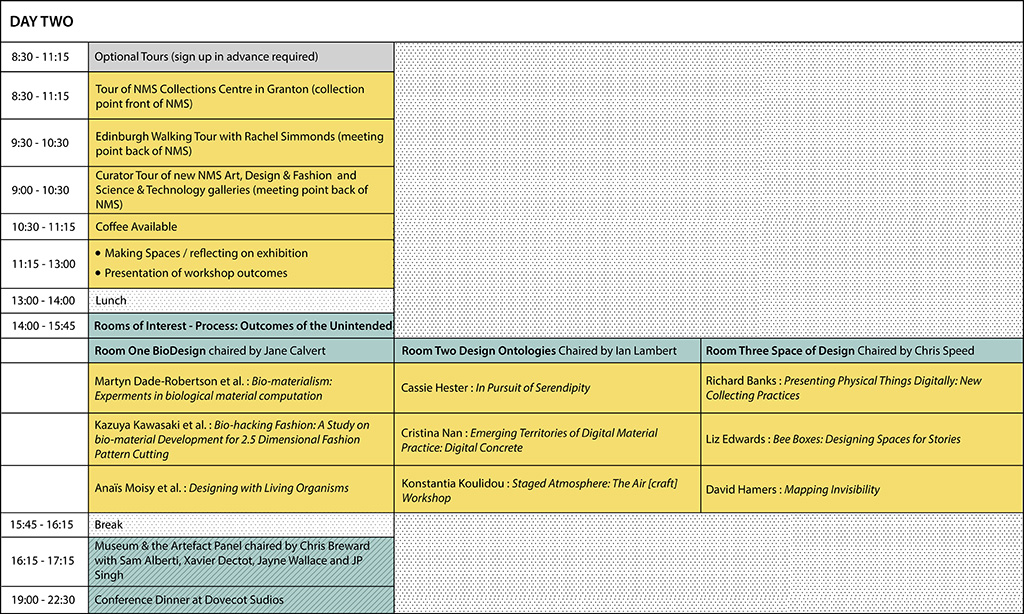 DAY TWO
8:30 - 11:15
Optional Tours (sign up in advance required)
8:30 - 11:15
Tour of NMS Collections Centre in Granton (collection
point front of NMS)
9:30 - 10:30
Edinburgh Walking Tour with Rachel Simmonds (meeting
point back of NMS)
9:00 - 10:30
Curator Tour of new NMS Art, Design & Fashion and
Science & Technology galleries (meeting point back of
NMS)
10:30 - 11:15
Coffee Available
11:15 - 13:00
• Making Spaces / reflecting on exhibition
• Presentation of workshop outcomes
13:00 - 14:00
Lunch
14:00 - 15:45
Rooms of Interest - Process: Outcomes of the Unintended
Room One BioDesign chaired by Jane Calvert
Room Two Design Ontologies Chaired by Ian Lambert
Room Three Space of Design Chaired by Chris Speed
Martyn Dade-Robertson et al. : Bio-materialism:
Experments in biological material computation
Cassie Hester : In Pursuit of Serendipity
Richard Banks : Presenting Physical Things Digitally: New
Collecting Practices
Kazuya Kawasaki et al. : Bio-hacking Fashion: A Study on
bio-material Development for 2.5 Dimensional Fashion
Pattern Cutting
Cristina Nan : Emerging Territories of Digital Material
Practice: Digital Concrete
Liz Edwards : Bee Boxes: Designing Spaces for Stories
Anaïs Moisy et al. : Designing with Living Organisms
Konstantia Koulidou : Staged Atmosphere: The Air [craft]
Workshop
David Hamers : Mapping Invisibility
15:45 - 16:15
Break
16:15 - 17:15
Museum & the Artefact Panel chaired by Chris Breward
with Sam Alberti, Xavier Dectot, Jayne Wallace and JP
Singh
19:00 - 22:30
Conference Dinner at Dovecot Sudios